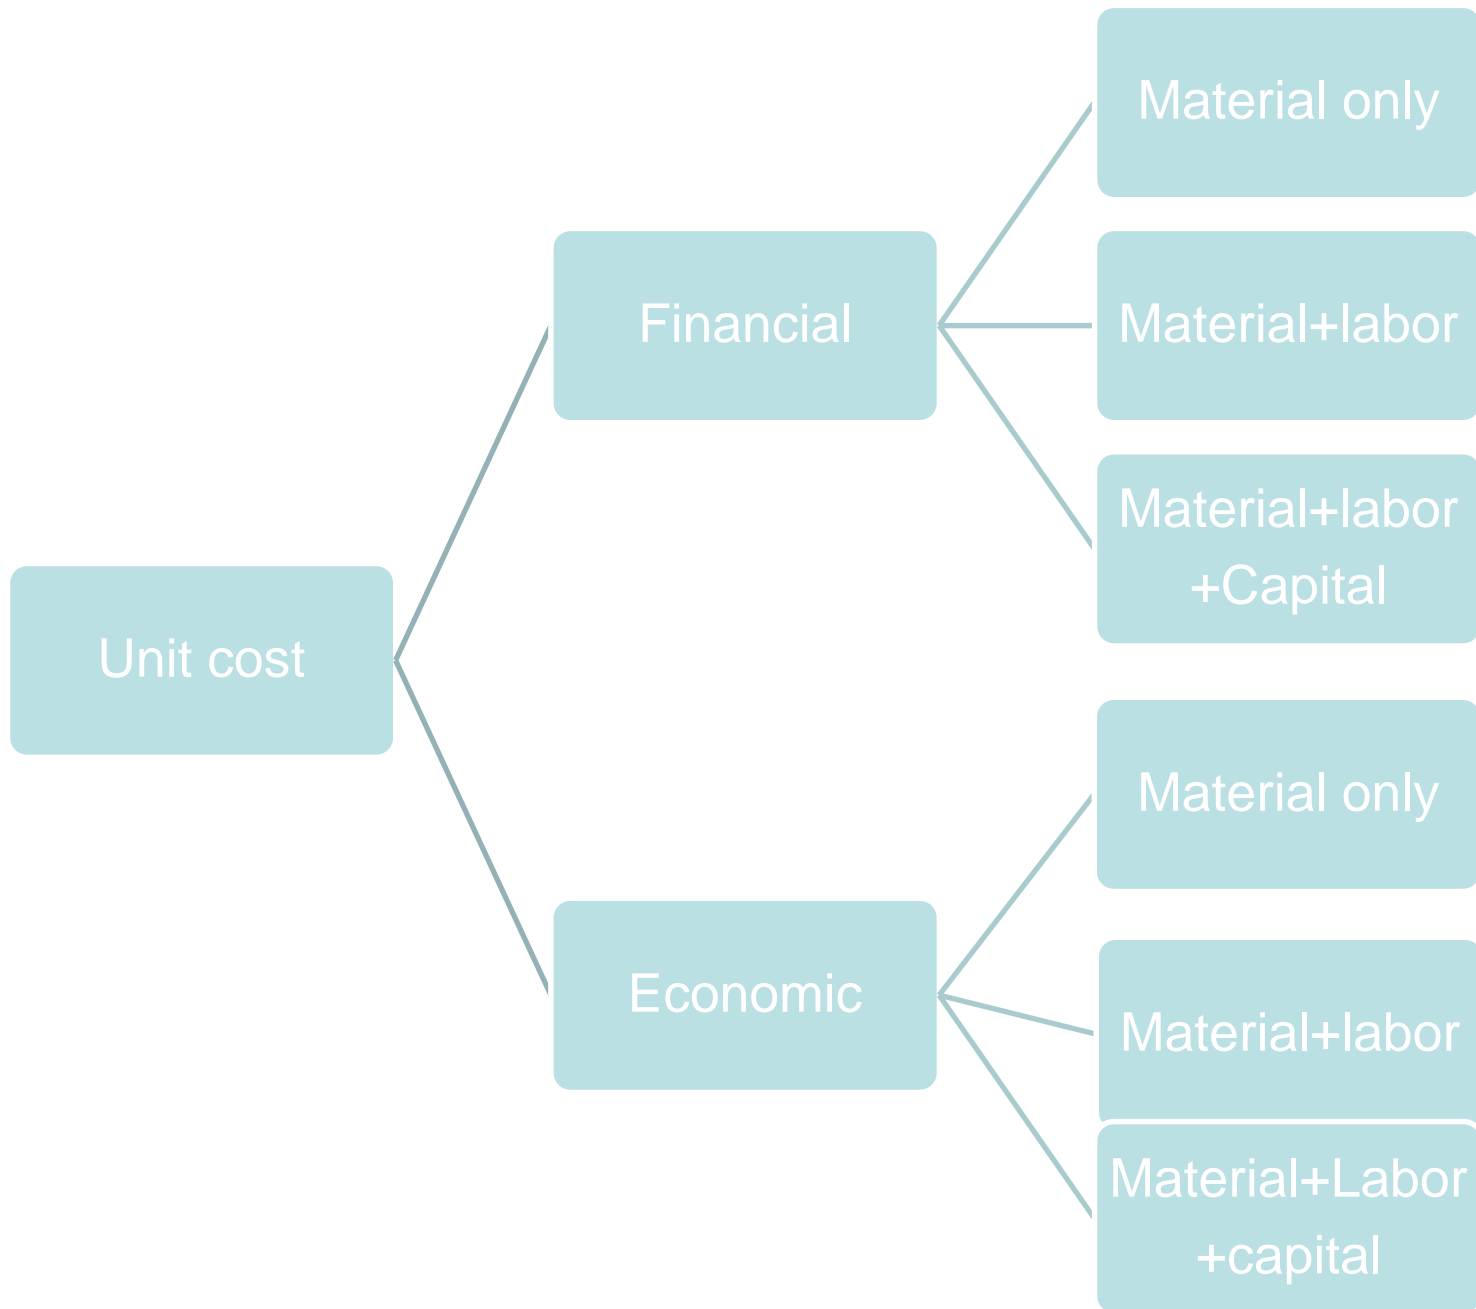 Unit cost
Financial
Material only
Material+labor
Material+labor
+Capital
Economic
Material only
Material+labor
Material+Labor
+capital